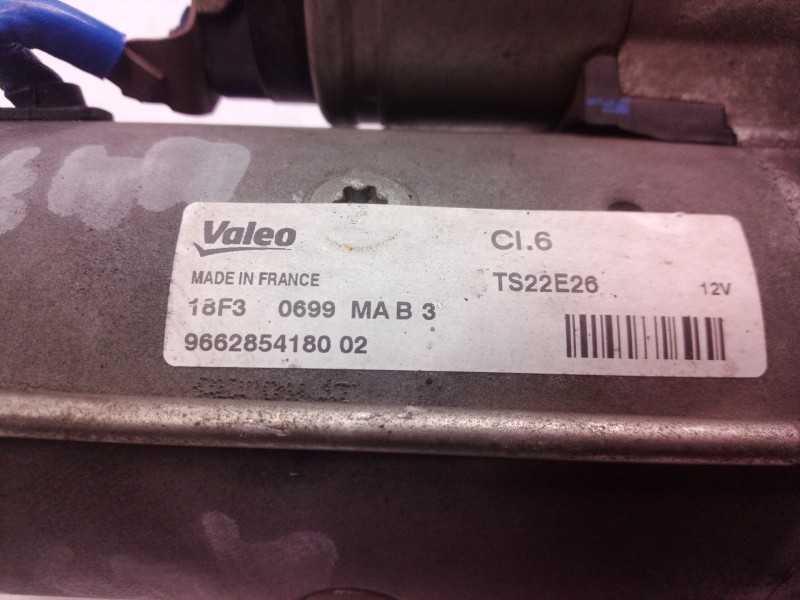 Valeo
Cl.6
MADE IN FRANCE
TS22E26
12V
18F3 0699 MA B 3
9662854180 02